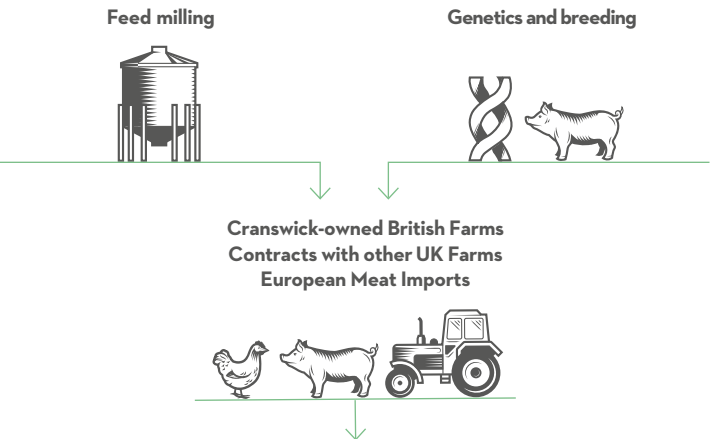 Feed milling
Genetics and breeding
Cranswick-owned British Farms
Contracts with other UK Farms
European Meat Imports